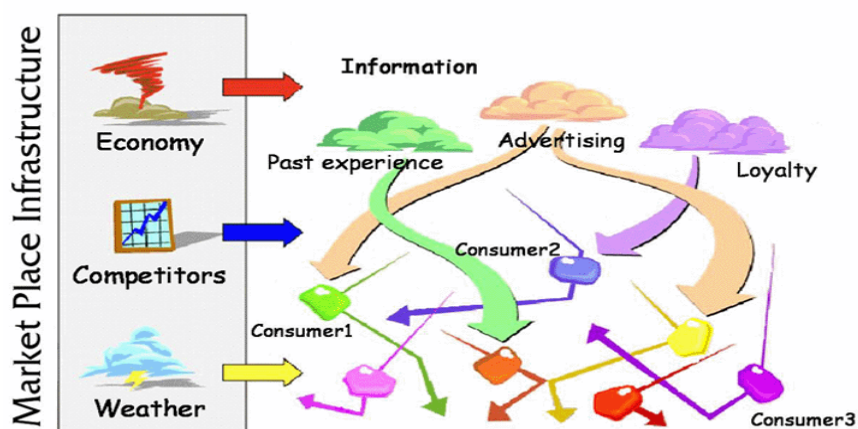 Market Place Infrastructure
Economy
Competitors
Weather
Information
Advertising
Past experience
Loyalty
Consumer2
Consumer1
Consumer3